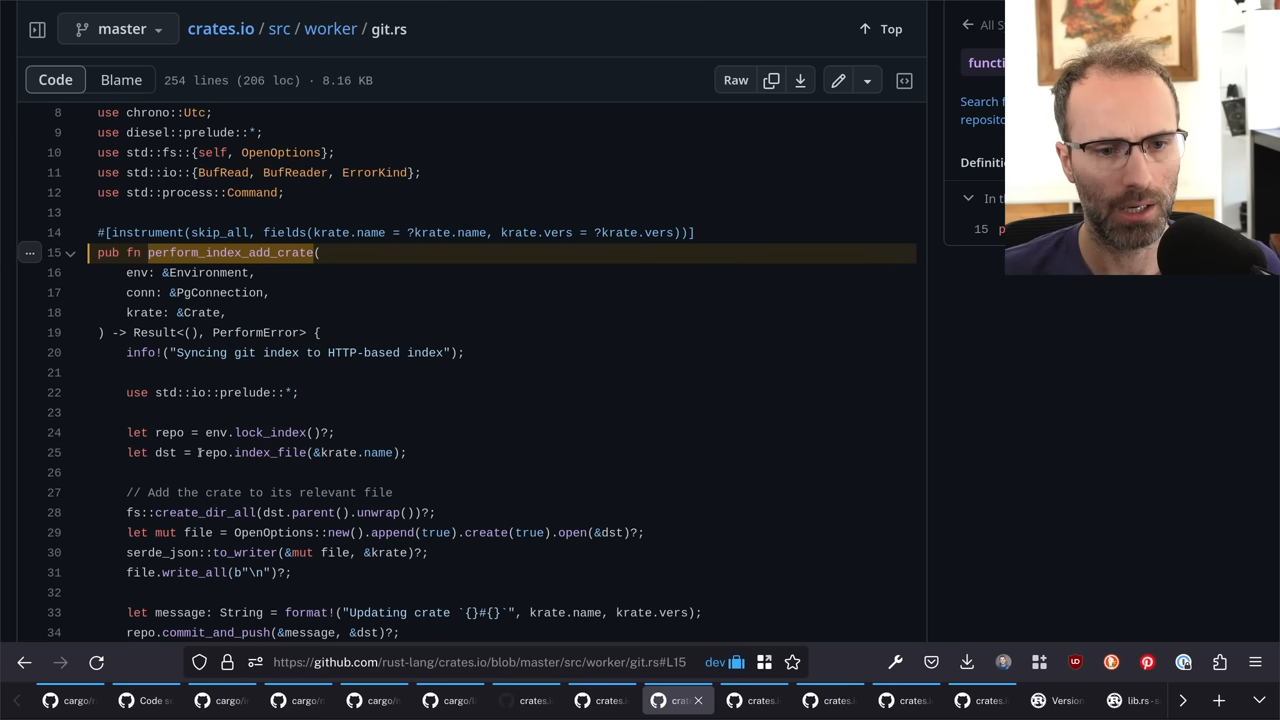 master
crates.io / src / worker / git.rs
Top
Code
Blame
254 lines (206 loc) · 8.16 KB
Raw
8 use chrono::Utc;
9 use diesel::prelude::*;
10 use std::fs::{self, OpenOptions};
11 use std::io::{BufRead, BufReader, ErrorKind};
12 use std::process::Command;
13
14 #[instrument(skip_all, fields(krate.name = ?krate.name, krate.vers = ?krate.vers))]
15 pub fn perform_index_add_crate(
16 env: &Environment,
17 conn: &PgConnection,
18 krate: &Crate,
19 ) -> Result<(), PerformError> {
20 info!("Syncing git index to HTTP-based index");
21
22 use std::io::prelude::*;
23
24 let repo = env.lock_index()?;
25 let dst = repo.index_file(&krate.name);
26
27 // Add the crate to its relevant file
28 fs::create_dir_all(dst.parent().unwrap())?;
29 let mut file = OpenOptions::new().append(true).create(true).open(&dst)?;
30 serde_json::to_writer(&mut file, &krate)?;
31 file.write_all(b"\n")?;
32
33 let message: String = format!("Updating crate `{}#{}`", krate.name, krate.vers);
34 repo.commit_and_push(&message, &dst)?;
All S
functi
Search f
reposito
Definiti
In th
15 p
https://github.com/rust-lang/crates.io/blob/master/src/worker/git.rs#L15
dev
cargo/
Code s
cargo/
cargo/
cargo/
cargo/
crates.i
crates.i
crat
crates.i
crates.
crates.
crates.i
Version
lib.rs - s